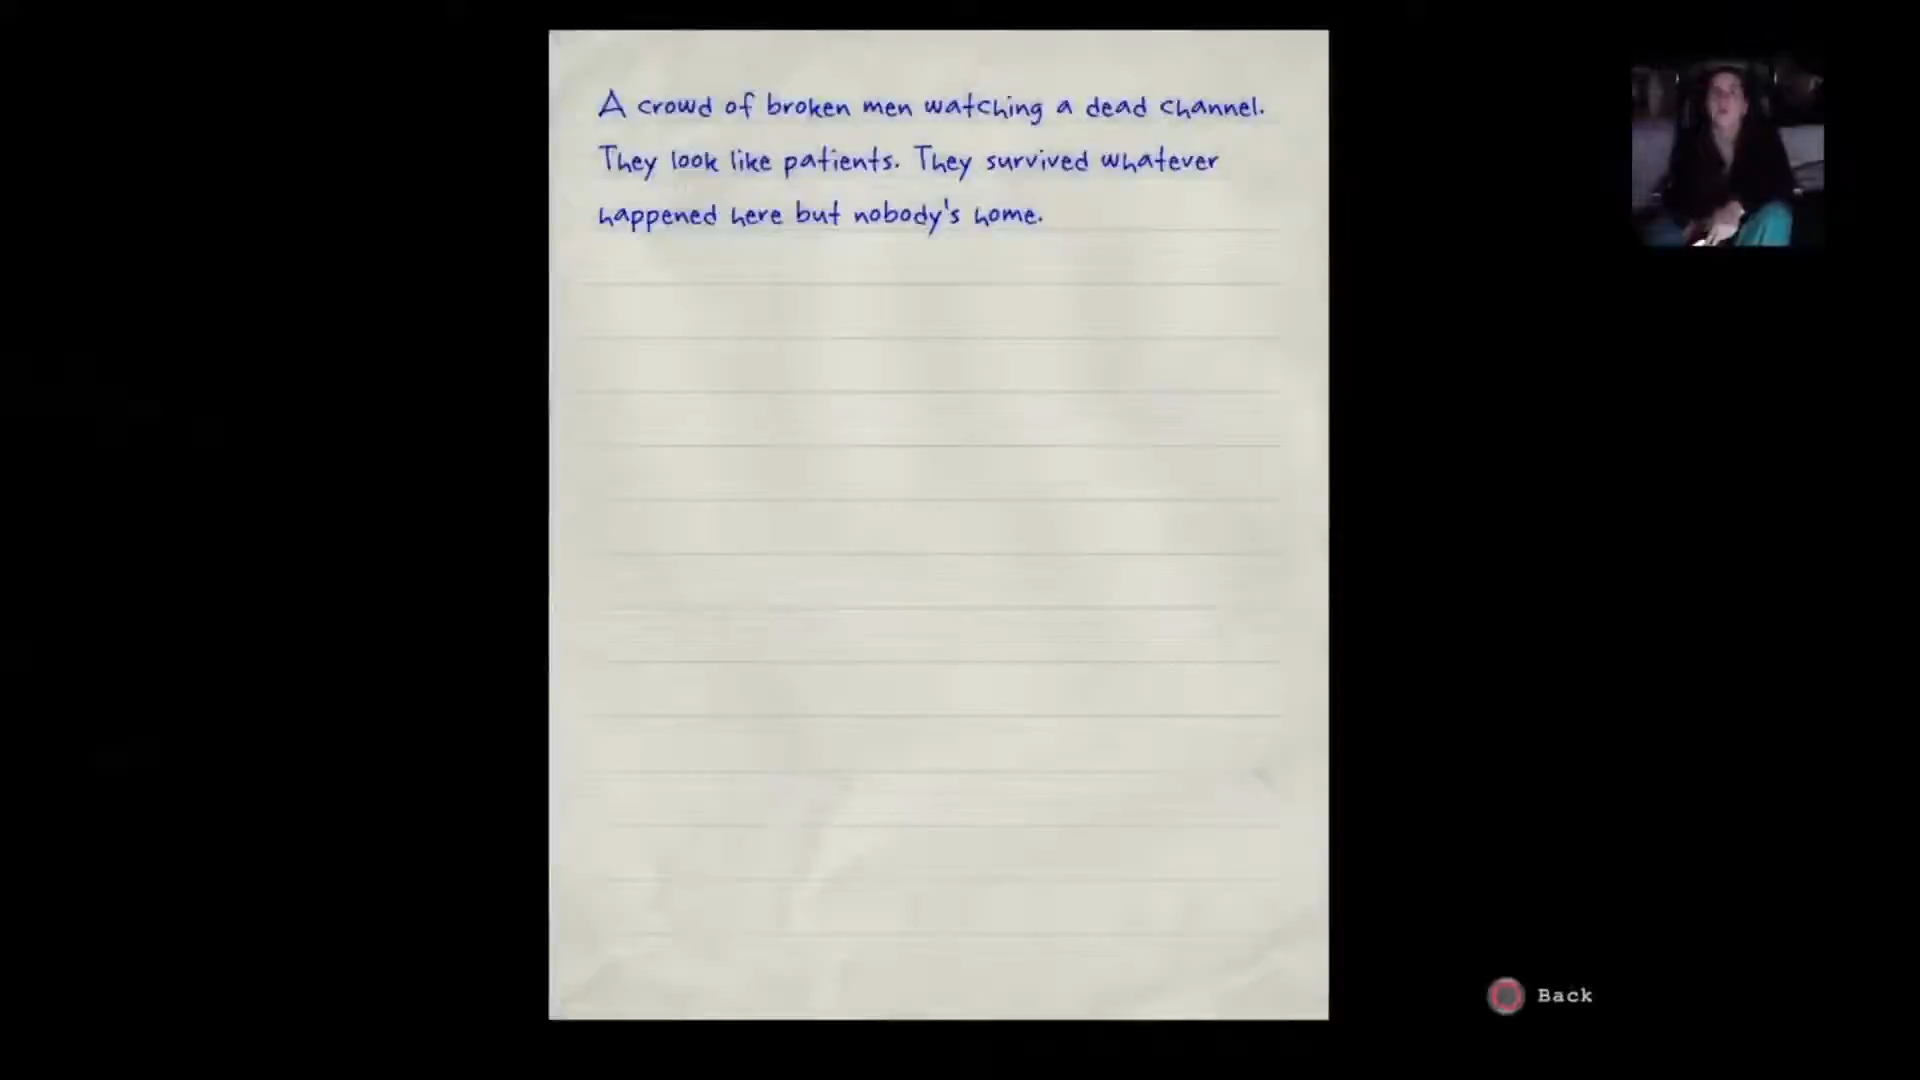 A crowd of broken men watching a dead channel.
They look like patients. They survived whatever
happened here but nobody's home.
Back